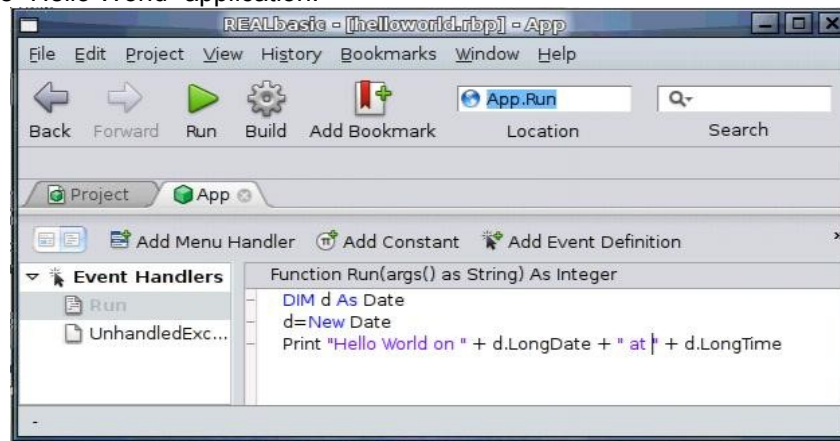 e "Hello World" application.
REALbasic - [helloworld.rbp] - App
File Edit Project View History Bookmarks Window Help
App.Run
Back Forward Run Build Add Bookmark Location Search
Project App
Add Menu Handler Add Constant Add Event Definition »
Event Handlers
Run
UnhandledExc...
Function Run(args() as String) As Integer
DIM d As Date
d=New Date
Print "Hello World on " + d.LongDate + " at " + d.LongTime
-